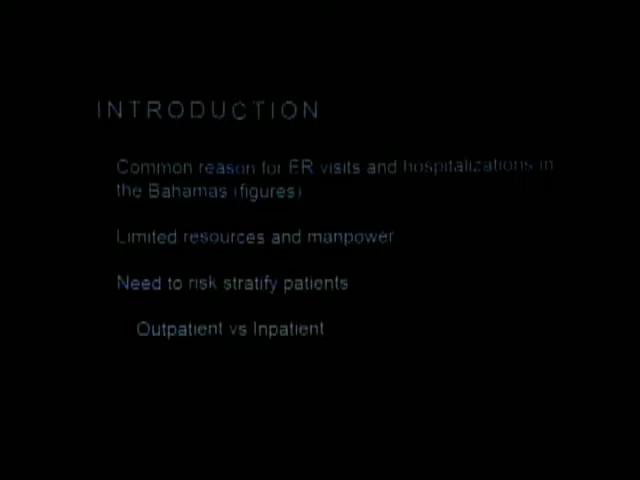 INTRODUCTION
Common reason for ER visits and hospitalizations in
the Bahamas (figures)
Limited resources and manpower
Need to risk stratify patients
Outpatient vs Inpatient